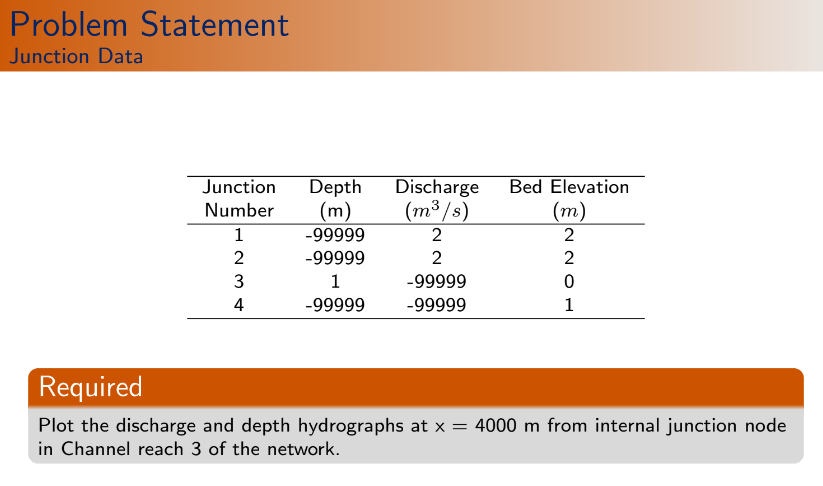 Problem Statement
Junction Data
Junction Depth Discharge Bed Elevation
Number (m) (m³/s) (m)
1 -99999 2 2
2 -99999 2 2
3 1 -99999 0
4 -99999 -99999 1
Required
Plot the discharge and depth hydrographs at x = 4000 m from internal junction node
in Channel reach 3 of the network.